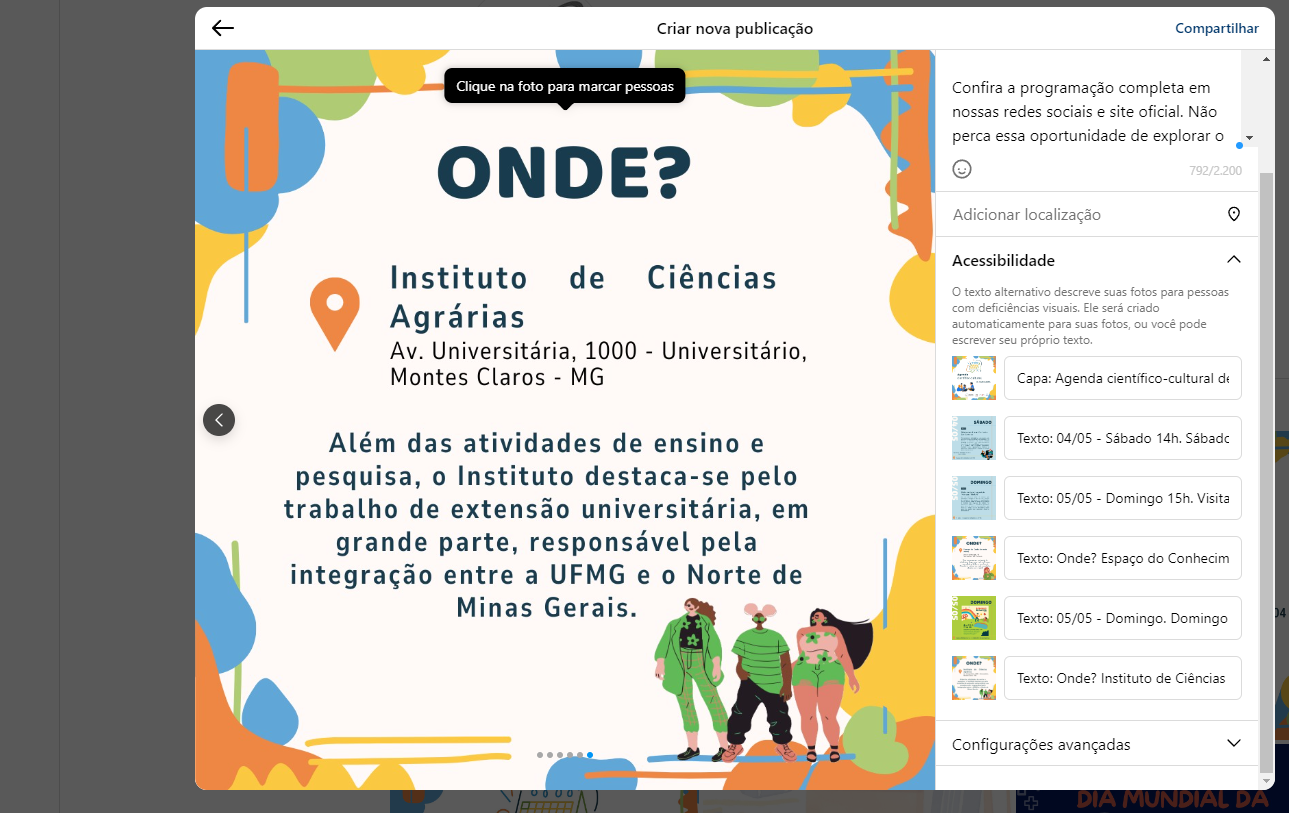 Criar nova publicação
Compartilhar
Clique na foto para marcar pessoas
ONDE?
Instituto de Ciências
Agrárias
Av. Universitária, 1000 - Universitário,
Montes Claros - MG
Além das atividades de ensino e
pesquisa, o Instituto destaca-se pelo
trabalho de extensão universitária, em
grande parte, responsável pela
integração entre a UFMG e o Norte de
Minas Gerais.
Confira a programação completa em
nossas redes sociais e site oficial. Não
perca essa oportunidade de explorar o
792/2.200
Adicionar localização
Acessibilidade
O texto alternativo descreve suas fotos para pessoas
com deficiências visuais. Ele será criado
automaticamente para suas fotos, ou você pode
escrever seu próprio texto.
Capa: Agenda científico-cultural de
SÁBADO
Texto: 04/05 - Sábado 14h. Sábado
DOMINGO
Texto: 05/05 - Domingo 15h. Visita
ONDE?
Texto: Onde? Espaço do Conhecim
DOMINGO
Texto: 05/05 - Domingo. Domingo
ONDE?
Texto: Onde? Instituto de Ciências
Configurações avançadas
04
DIA MUNDIAL DA